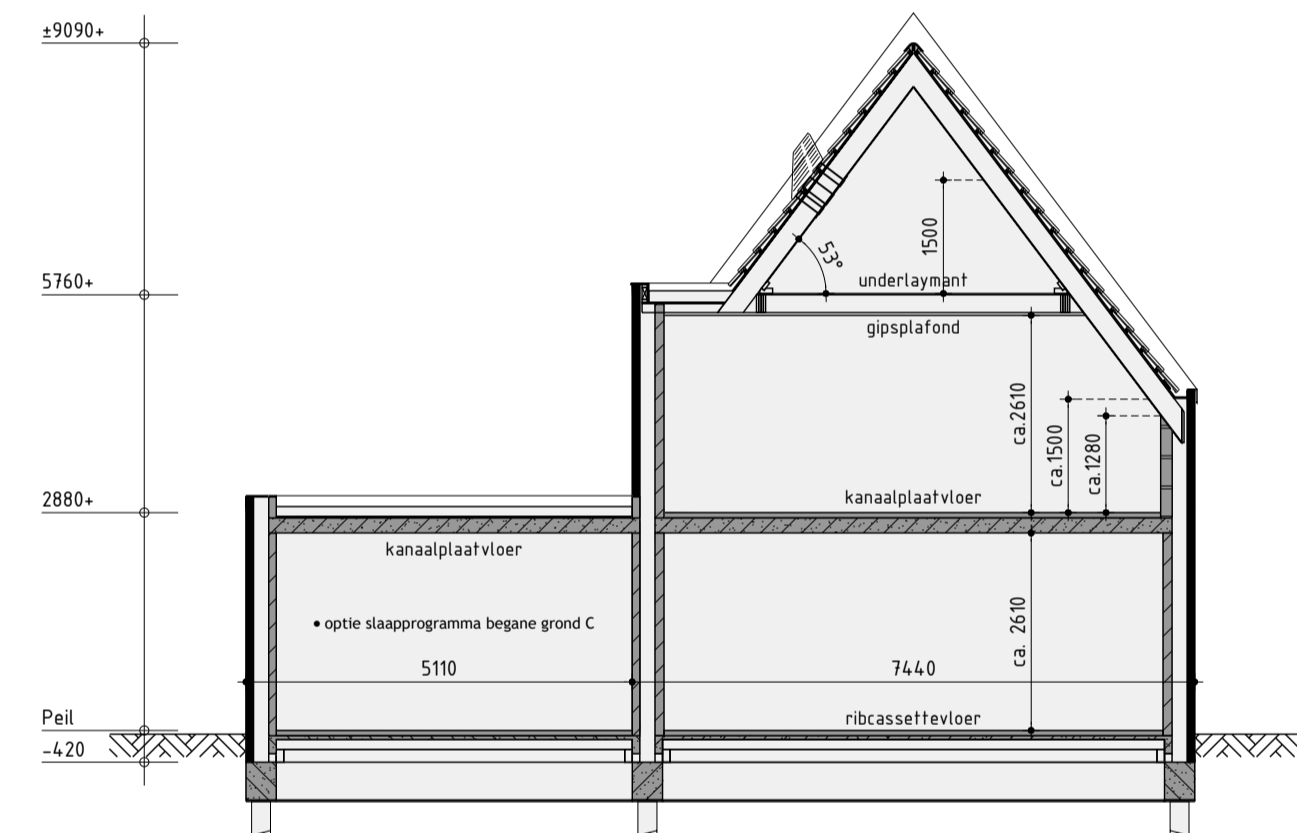 ±9090+
53°
1500
5760+
underlaymant
gipsplafond
ca.2610
ca.1500
ca.1280
2880+
kanaalplaatvloer
kanaalplaatvloer
• optie slaapprogramma begane grond C
ca. 2610
5110
7440
Peil
ribcassettevloer
-420